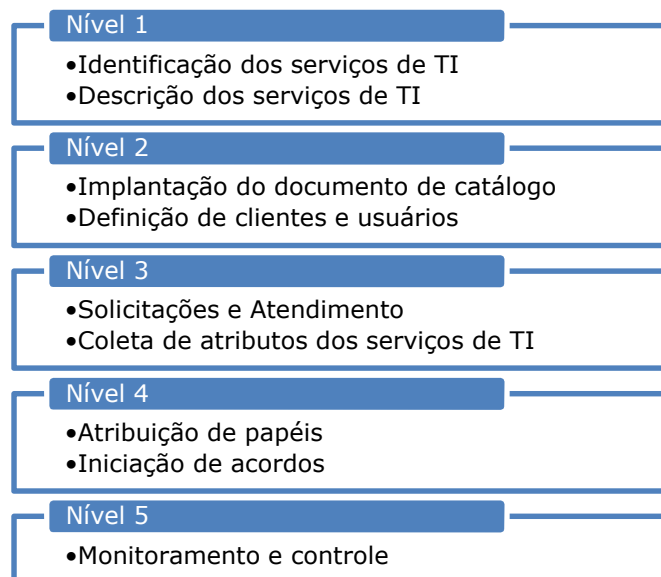 Nível 1
•Identificação dos serviços de TI
•Descrição dos serviços de TI
Nível 2
•Implantação do documento de catálogo
•Definição de clientes e usuários
Nível 3
•Solicitações e Atendimento
•Coleta de atributos dos serviços de TI
Nível 4
•Atribuição de papéis
•Iniciação de acordos
Nível 5
•Monitoramento e controle